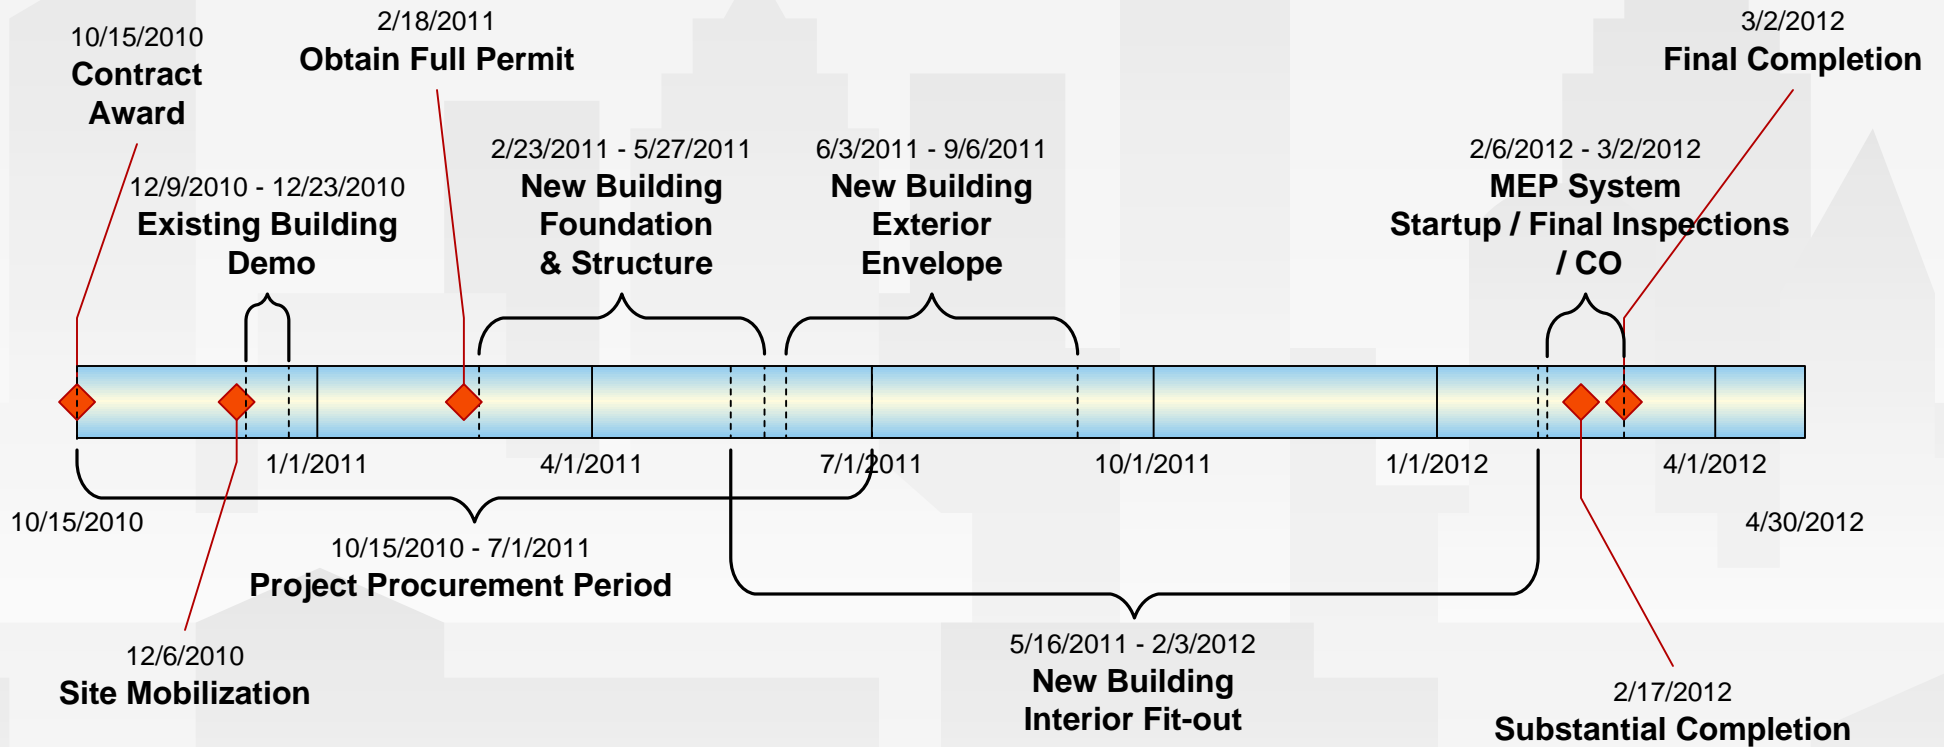 10/15/2010
Contract
Award
2/18/2011
Obtain Full Permit
3/2/2012
Final Completion
12/9/2010 - 12/23/2010
Existing Building
Demo
2/23/2011 - 5/27/2011
New Building
Foundation
& Structure
6/3/2011 - 9/6/2011
New Building
Exterior
Envelope
2/6/2012 - 3/2/2012
MEP System
Startup / Final Inspections
/ CO
1/1/2011
4/1/2011
7/1/2011
10/1/2011
1/1/2012
4/1/2012
10/15/2010
4/30/2012
10/15/2010 - 7/1/2011
Project Procurement Period
12/6/2010
Site Mobilization
5/16/2011 - 2/3/2012
New Building
Interior Fit-out
2/17/2012
Substantial Completion